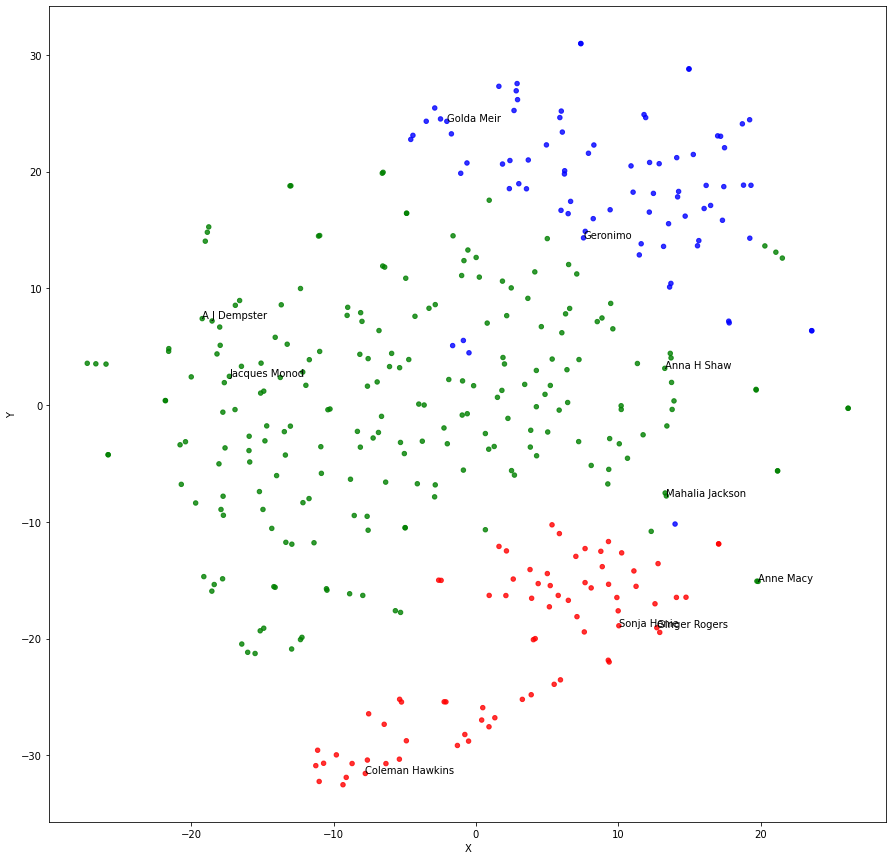 30
20
10
0
−10
−20
−30
Y
Golda Meir
Geronimo
A J Dempster
Anna H Shaw
Jacques Monod
Mahalia Jackson
Anne Macy
Sonja Henie
Ginger Rogers
Coleman Hawkins
−20
−10
0
10
20
X